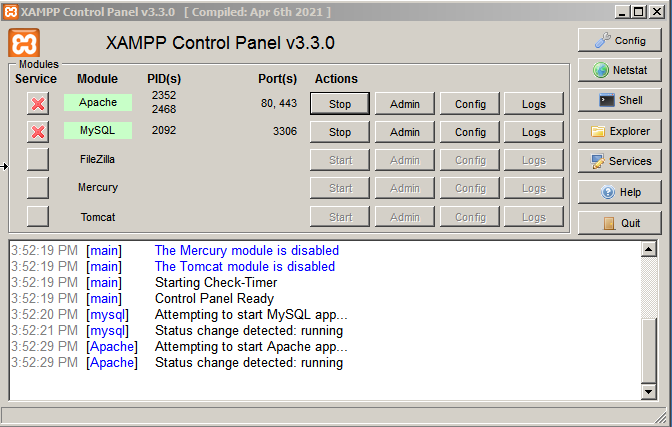 XAMPP Control Panel v3.3.0 [ Compiled: Apr 6th 2021 ]
XAMPP Control Panel v3.3.0
Config
Modules
Service Module PID(s) Port(s) Actions
Netstat
Apache 2352 2468 80, 443 Stop Admin Config Logs
Shell
MySQL 2092 3306 Stop Admin Config Logs
Explorer
FileZilla Start Admin Config Logs
Services
Mercury Start Admin Config Logs
Help
Tomcat Start Admin Config Logs
Quit
3:52:19 PM [main] The Mercury module is disabled
3:52:19 PM [main] The Tomcat module is disabled
3:52:19 PM [main] Starting Check-Timer
3:52:19 PM [main] Control Panel Ready
3:52:20 PM [mysql] Attempting to start MySQL app...
3:52:21 PM [mysql] Status change detected: running
3:52:29 PM [Apache] Attempting to start Apache app...
3:52:29 PM [Apache] Status change detected: running